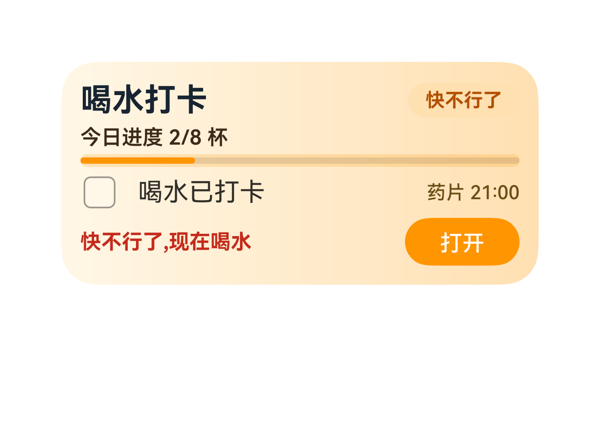 喝水打卡
快不行了
今日进度 2/8 杯
喝水已打卡
药片 21:00
快不行了,现在喝水
打开